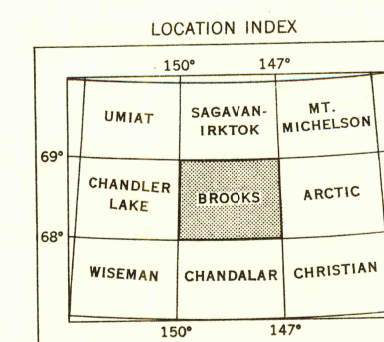 LOCATION INDEX
150° 147°
UMIAT
SAGAVAN-
IRKTOK
MT.
MICHELSON
69°
CHANDLER
LAKE
BROOKS
ARCTIC
68°
WISEMAN
CHANDALAR
CHRISTIAN
150° 147°